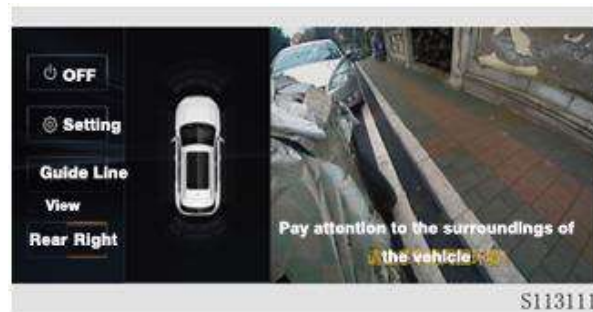 OFF
Setting
Guide Line
View
Rear Right
Pay attention to the surroundings of
the vehicle
S113111